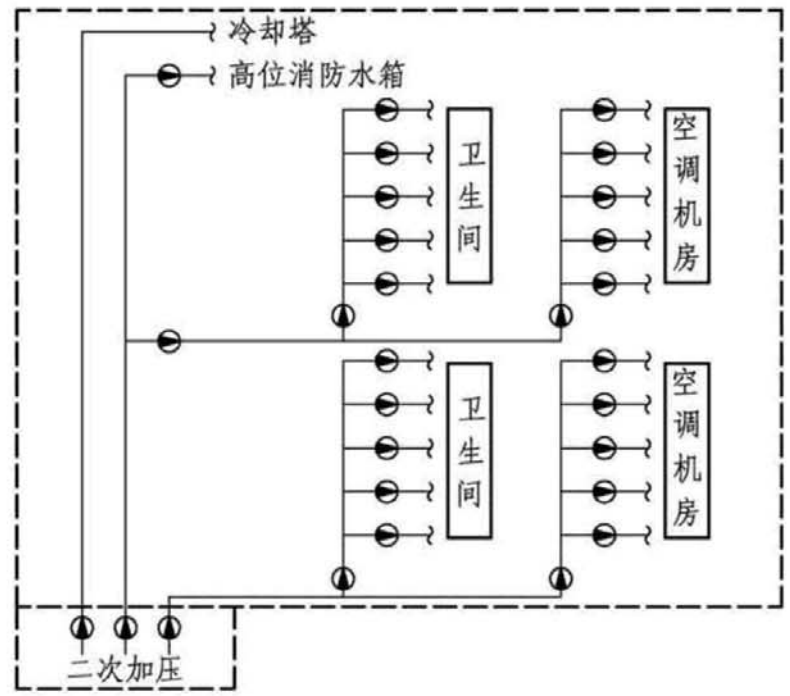 冷却塔
高位消防水箱
卫生间
空调机房
卫生间
空调机房
二次加压